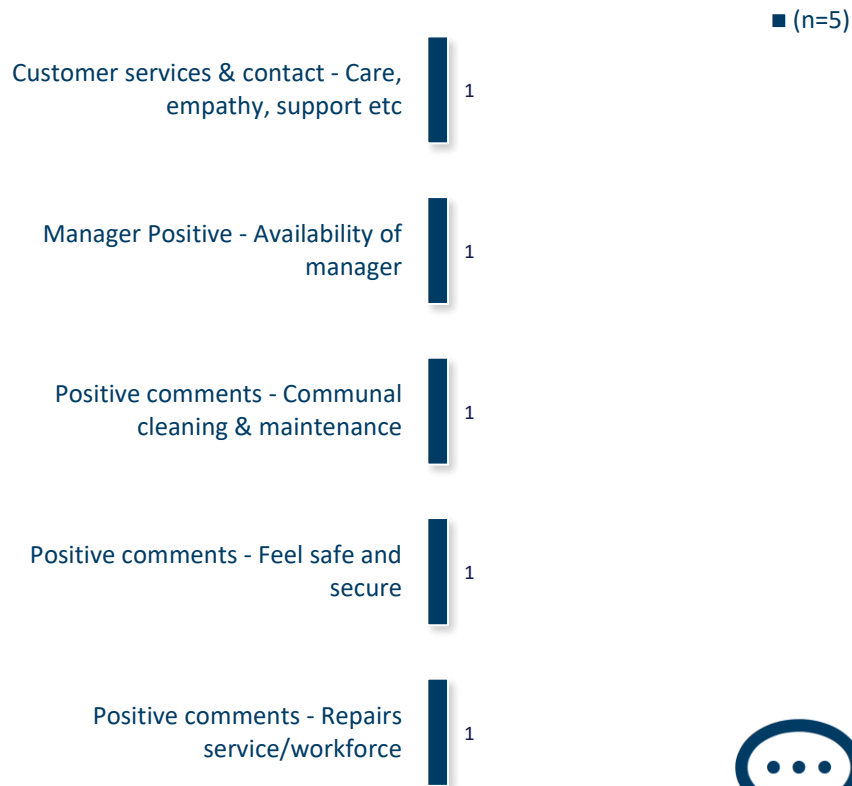 (n=5)
Customer services & contact - Care,
empathy, support etc
1
Manager Positive - Availability of
manager
1
Positive comments - Communal
cleaning & maintenance
1
Positive comments - Feel safe and
secure
1
Positive comments - Repairs
service/workforce
1